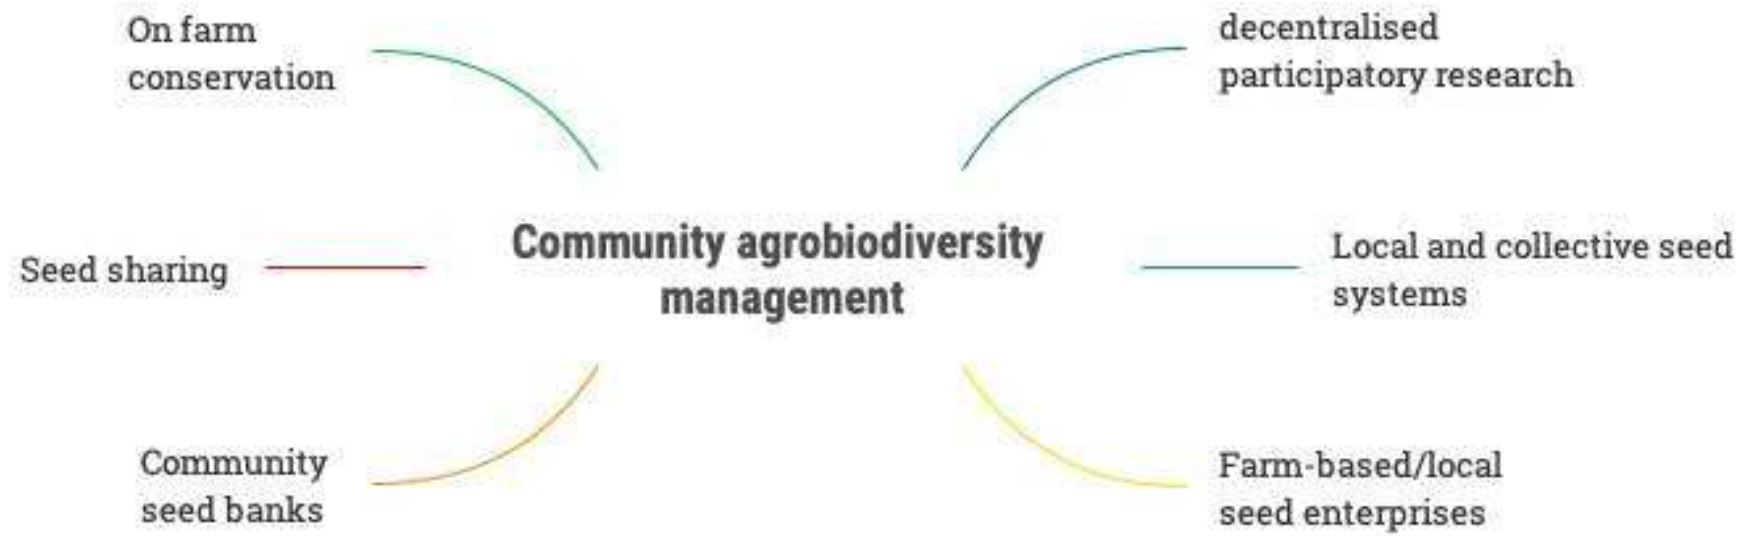 On farm
conservation
decentralised
participatory research
Seed sharing
Community agrobiodiversity
management
Local and collective seed
systems
Community
seed banks
Farm-based/local
seed enterprises